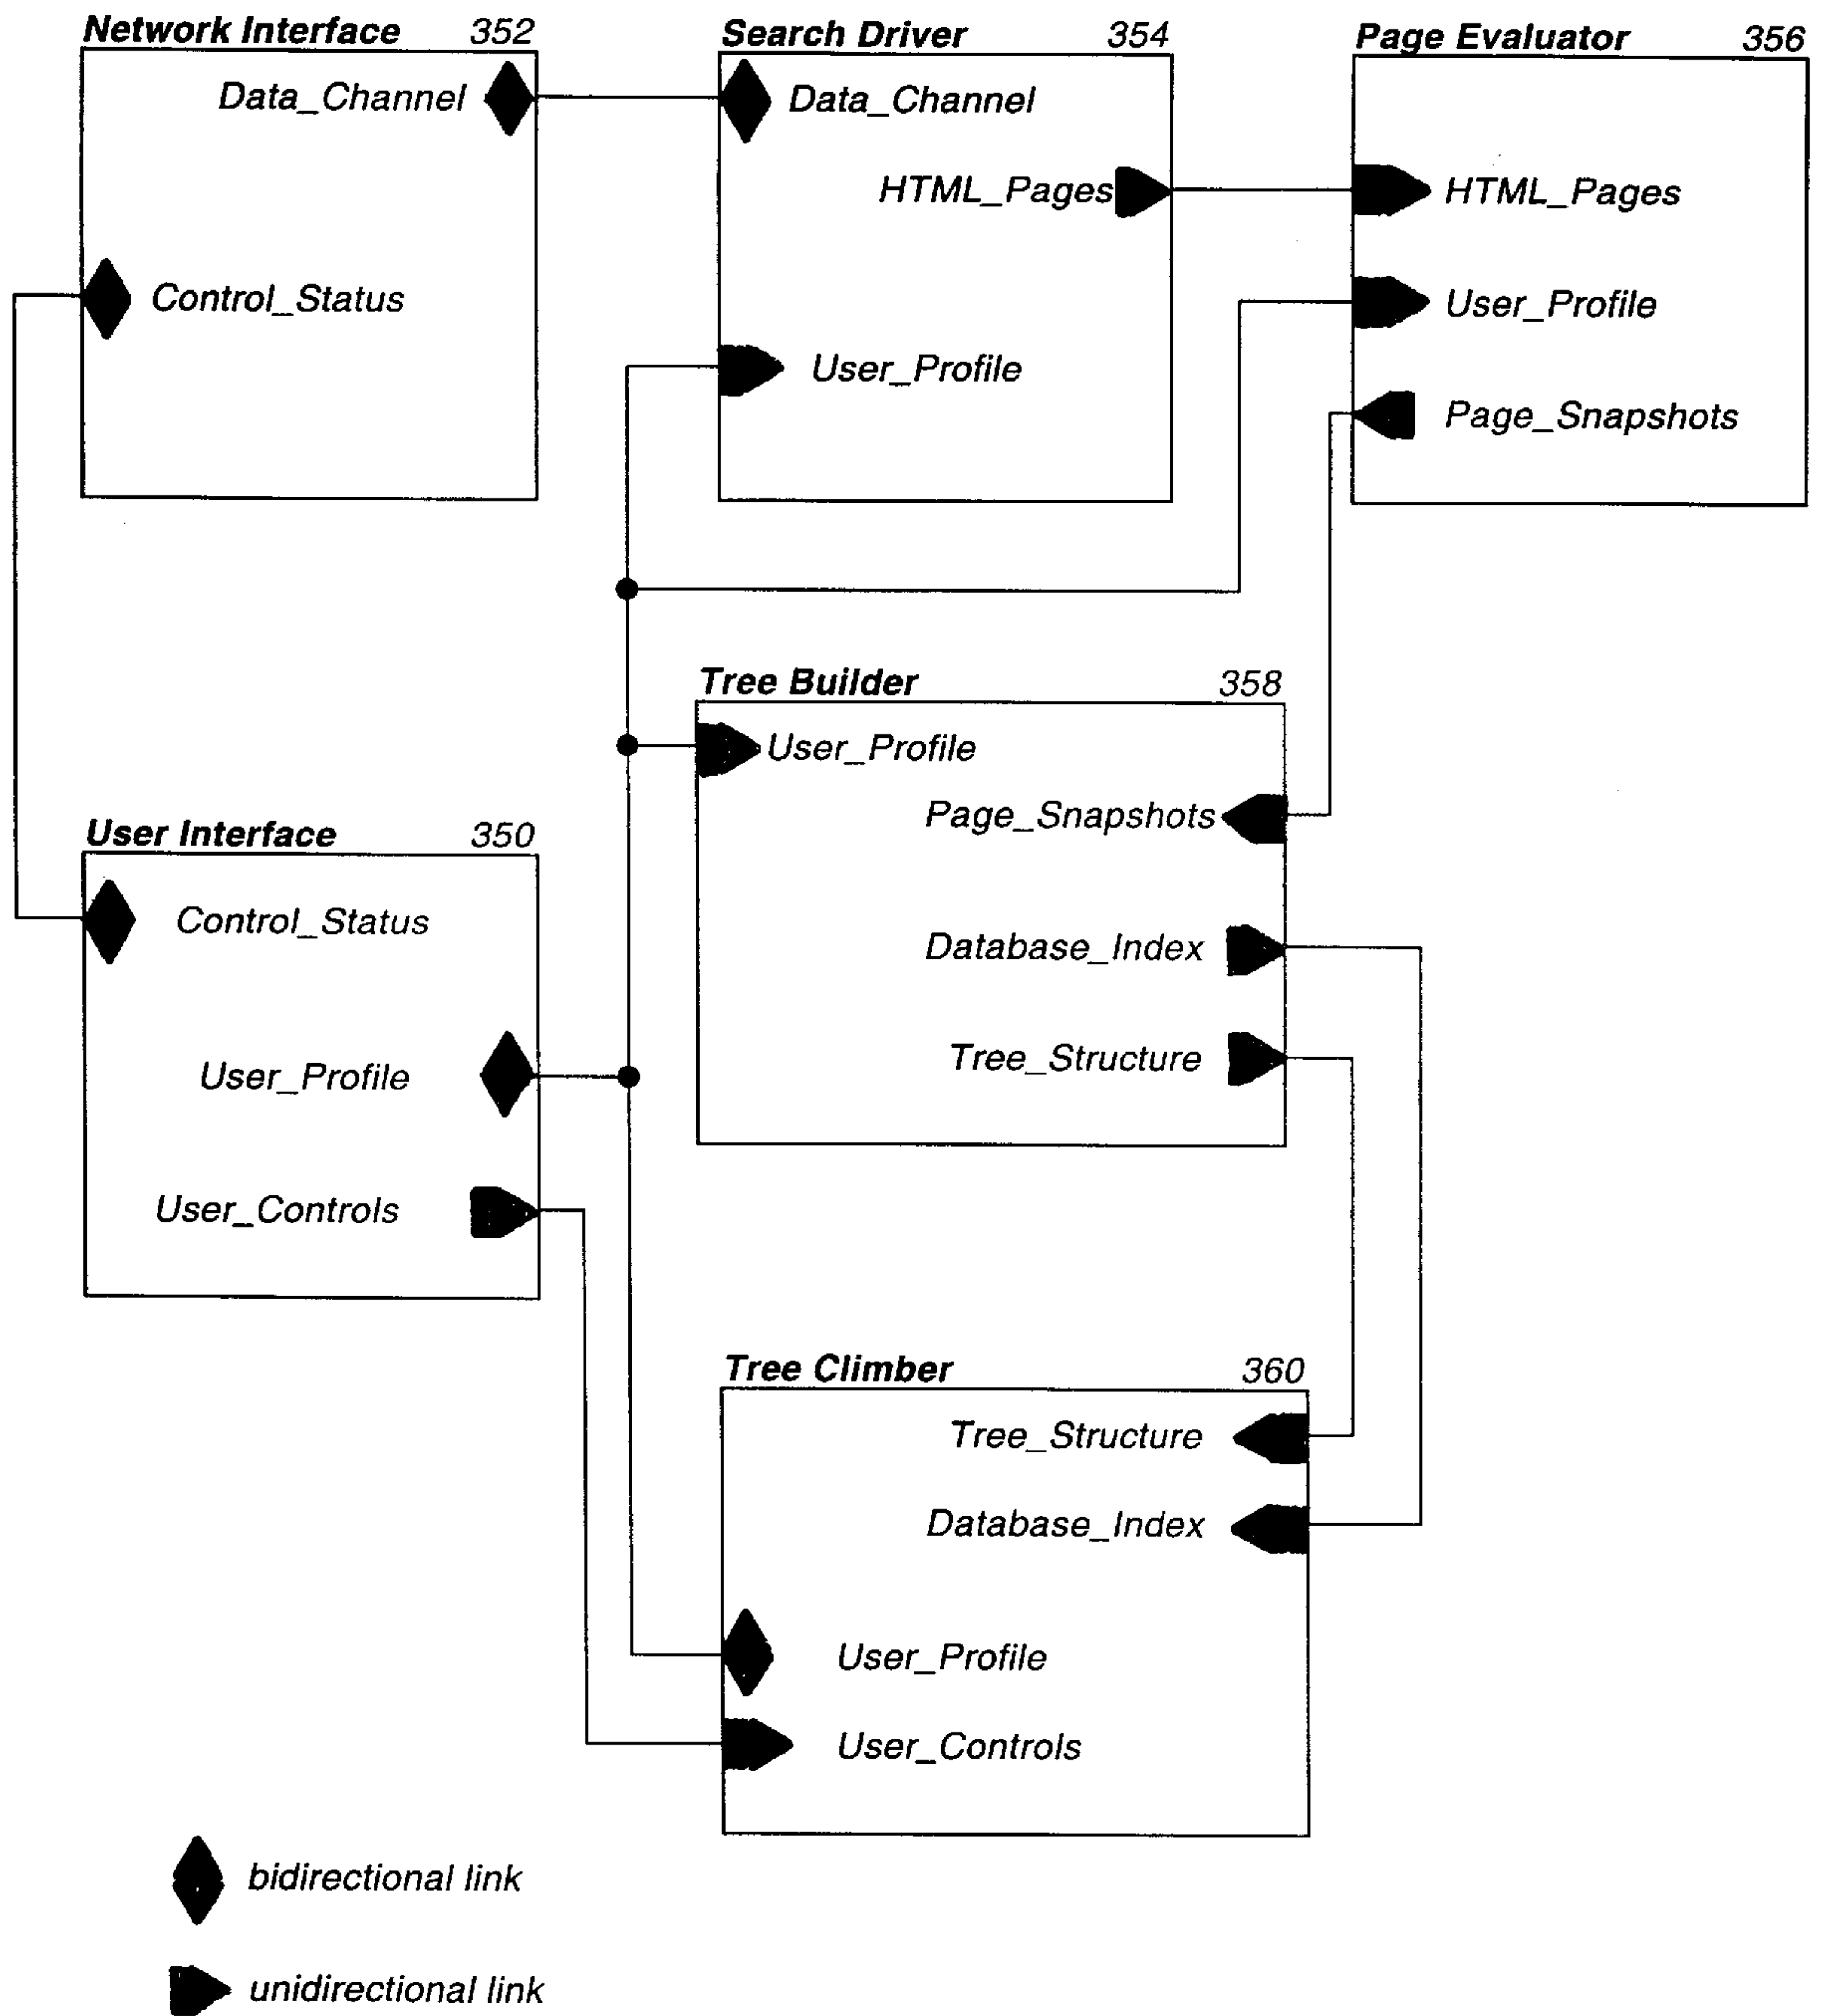 Network Interface 352
Data_Channel
Control_Status
Search Driver 354
Data_Channel
HTML_Pages
User_Profile
Page Evaluator 356
HTML_Pages
User_Profile
Page_Snapshots
Tree Builder 358
User_Profile
Page_Snapshots
Database_Index
Tree_Structure
User Interface 350
Control_Status
User_Profile
User_Controls
Tree Climber 360
Tree_Structure
Database_Index
User_Profile
User_Controls
bidirectional link
unidirectional link